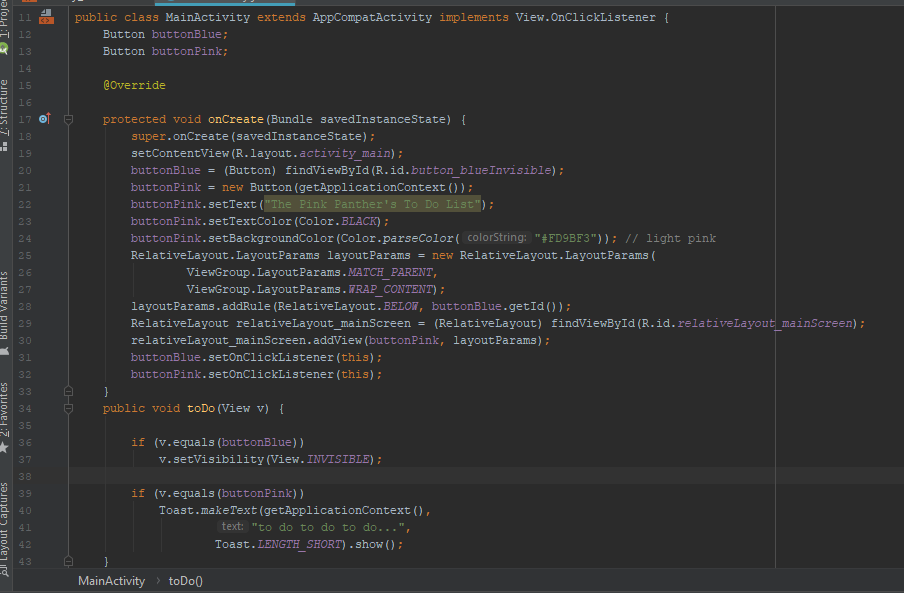 1: Proje
11 public class MainActivity extends AppCompatActivity implements View.OnClickListener {
12 Button buttonBlue;
13 Button buttonPink;
14
15 @Override
16
17 protected void onCreate(Bundle savedInstanceState) {
18 super.onCreate(savedInstanceState);
19 setContentView(R.layout.activity_main);
20 buttonBlue = (Button) findViewById(R.id.button_blueInvisible);
21 buttonPink = new Button(getApplicationContext());
22 buttonPink.setText("The Pink Panther's To Do List");
23 buttonPink.setTextColor(Color.BLACK);
24 buttonPink.setBackgroundColor(Color.parseColor( colorString: "#FD9BF3")); // light pink
25 RelativeLayout.LayoutParams layoutParams = new RelativeLayout.LayoutParams(
26 ViewGroup.LayoutParams.MATCH_PARENT,
27 ViewGroup.LayoutParams.WRAP_CONTENT);
28 layoutParams.addRule(RelativeLayout.BELOW, buttonBlue.getId());
29 RelativeLayout relativeLayout_mainScreen = (RelativeLayout) findViewById(R.id.relativeLayout_mainScreen);
30 relativeLayout_mainScreen.addView(buttonPink, layoutParams);
31 buttonBlue.setOnClickListener(this);
32 buttonPink.setOnClickListener(this);
33 }
34 public void toDo(View v) {
35
36 if (v.equals(buttonBlue))
37 v.setVisibility(View.INVISIBLE);
38
39 if (v.equals(buttonPink))
40 Toast.makeText(getApplicationContext(),
41 text: "to do to do to do...",
42 Toast.LENGTH_SHORT).show();
43 }
7: Structure
Build Variants
2: Favorites
Layout Captures
MainActivity › toDo()